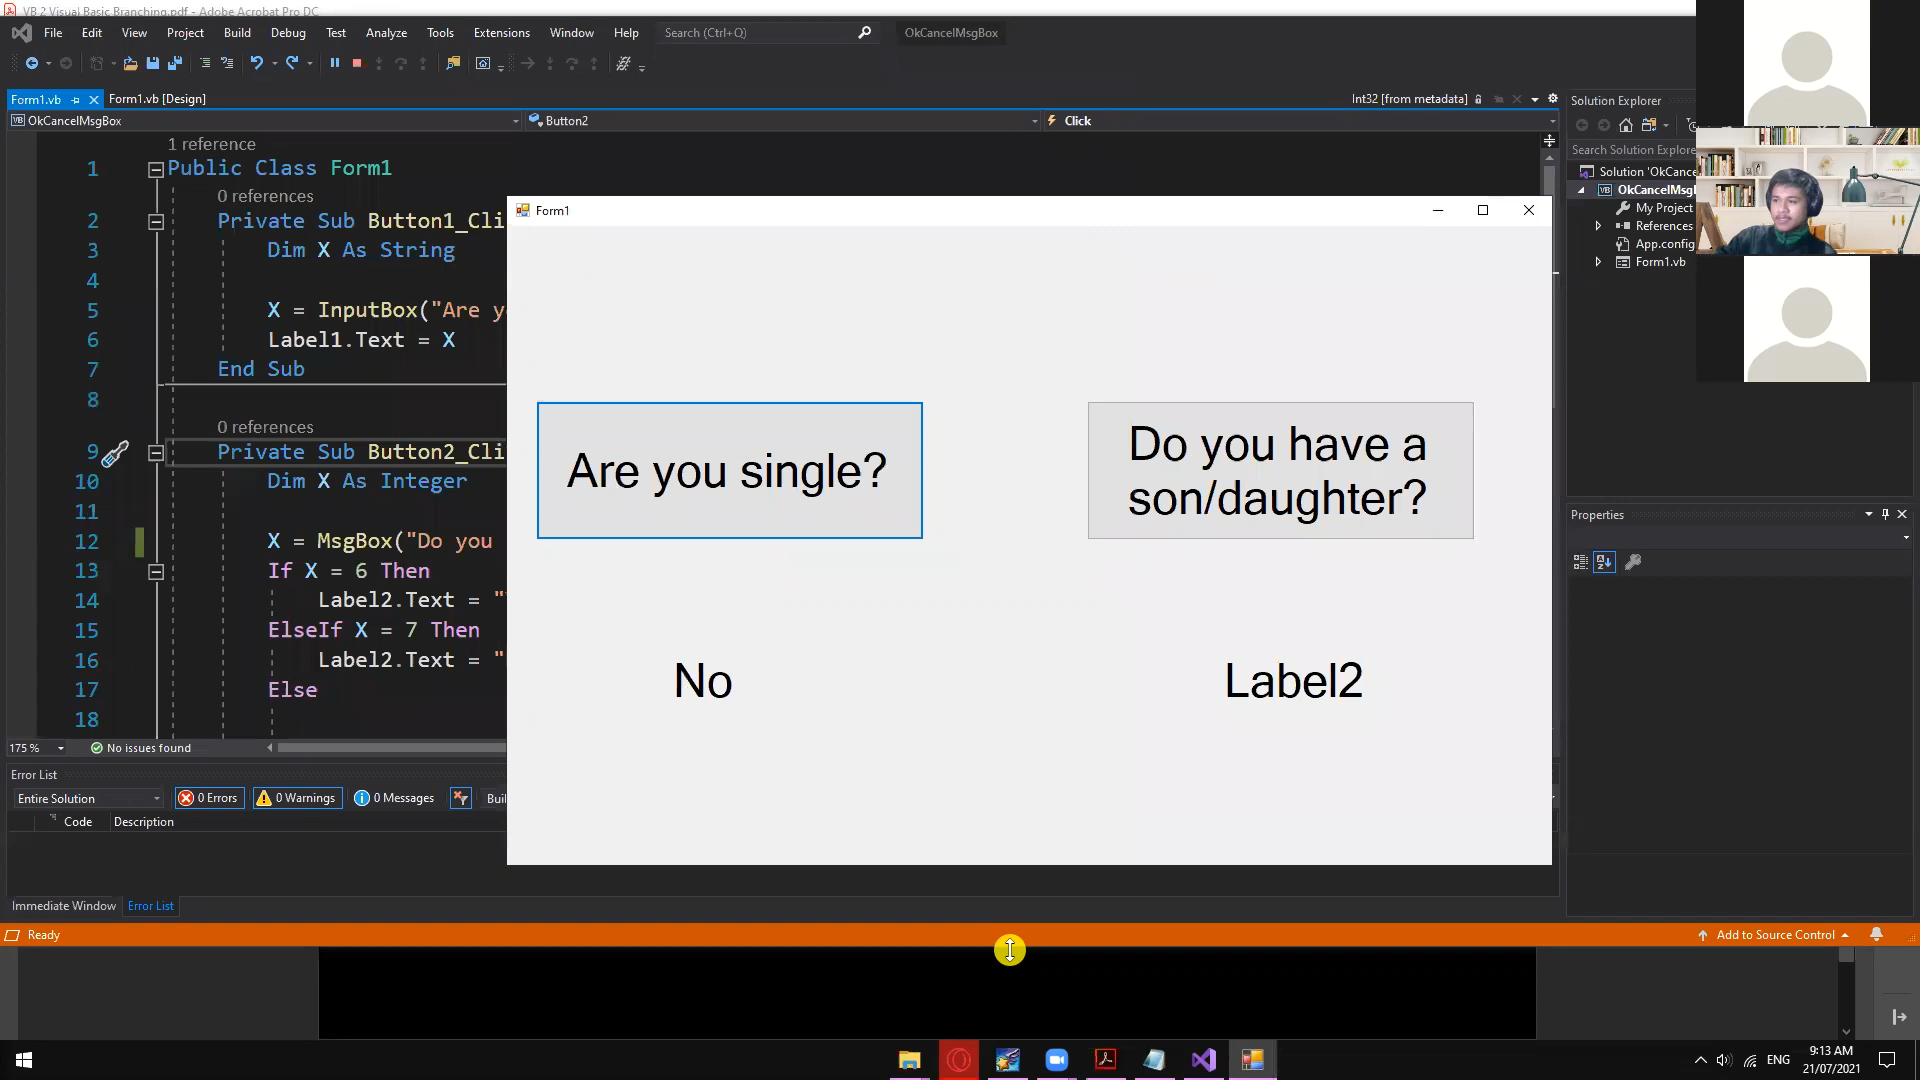 VB 2 Visual Basic Branching.pdf - Adobe Acrobat Pro DC
File Edit View Project Build Debug Test Analyze Tools Extensions Window Help Search (Ctrl+Q) OkCancelMsgBox
Form1.vb Form1.vb [Design] Int32 [from metadata]
OkCancelMsgBox Button2 Click
1 reference
1 Public Class Form1
0 references
2 Private Sub Button1_Cli
3 Dim X As String
4
5 X = InputBox("Are y
6 Label1.Text = X
7 End Sub
8
0 references
9 Private Sub Button2_Cli
10 Dim X As Integer
11
12 X = MsgBox("Do you
13 If X = 6 Then
14 Label2.Text = "
15 ElseIf X = 7 Then
16 Label2.Text = "
17 Else
18
175 % No issues found
Form1
Are you single?
Do you have a
son/daughter?
No
Label2
Solution Explorer
Search Solution Explore
Solution 'OkCance
OkCancelMsgI
My Project
References
App.config
Form1.vb
Properties
Error List
Entire Solution 0 Errors 0 Warnings 0 Messages Buil
Code Description
Immediate Window Error List
Ready Add to Source Control
ENG 9:13 AM
21/07/2021